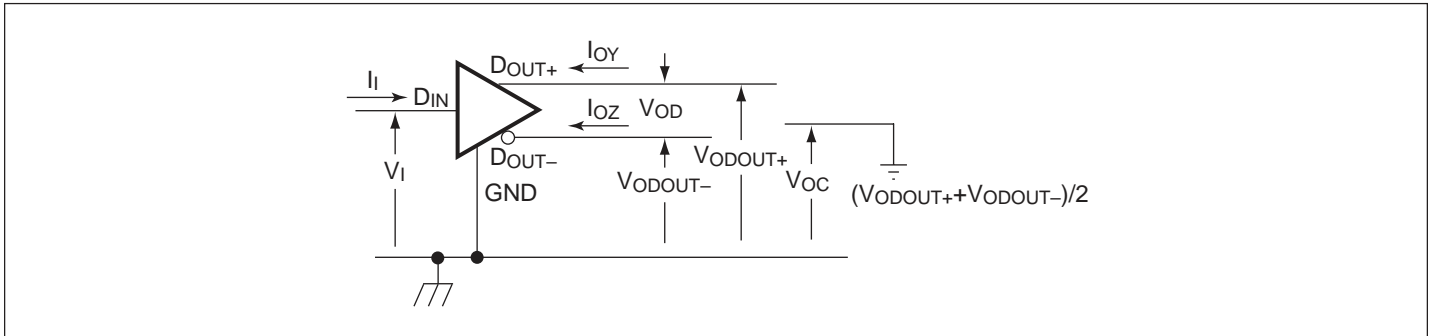 IOY
DOUT+
II
DIN
VOD
IOZ
DOUT–
VODOUT+
VI
VODOUT–
VOC
GND
(VODOUT++VODOUT–)/2